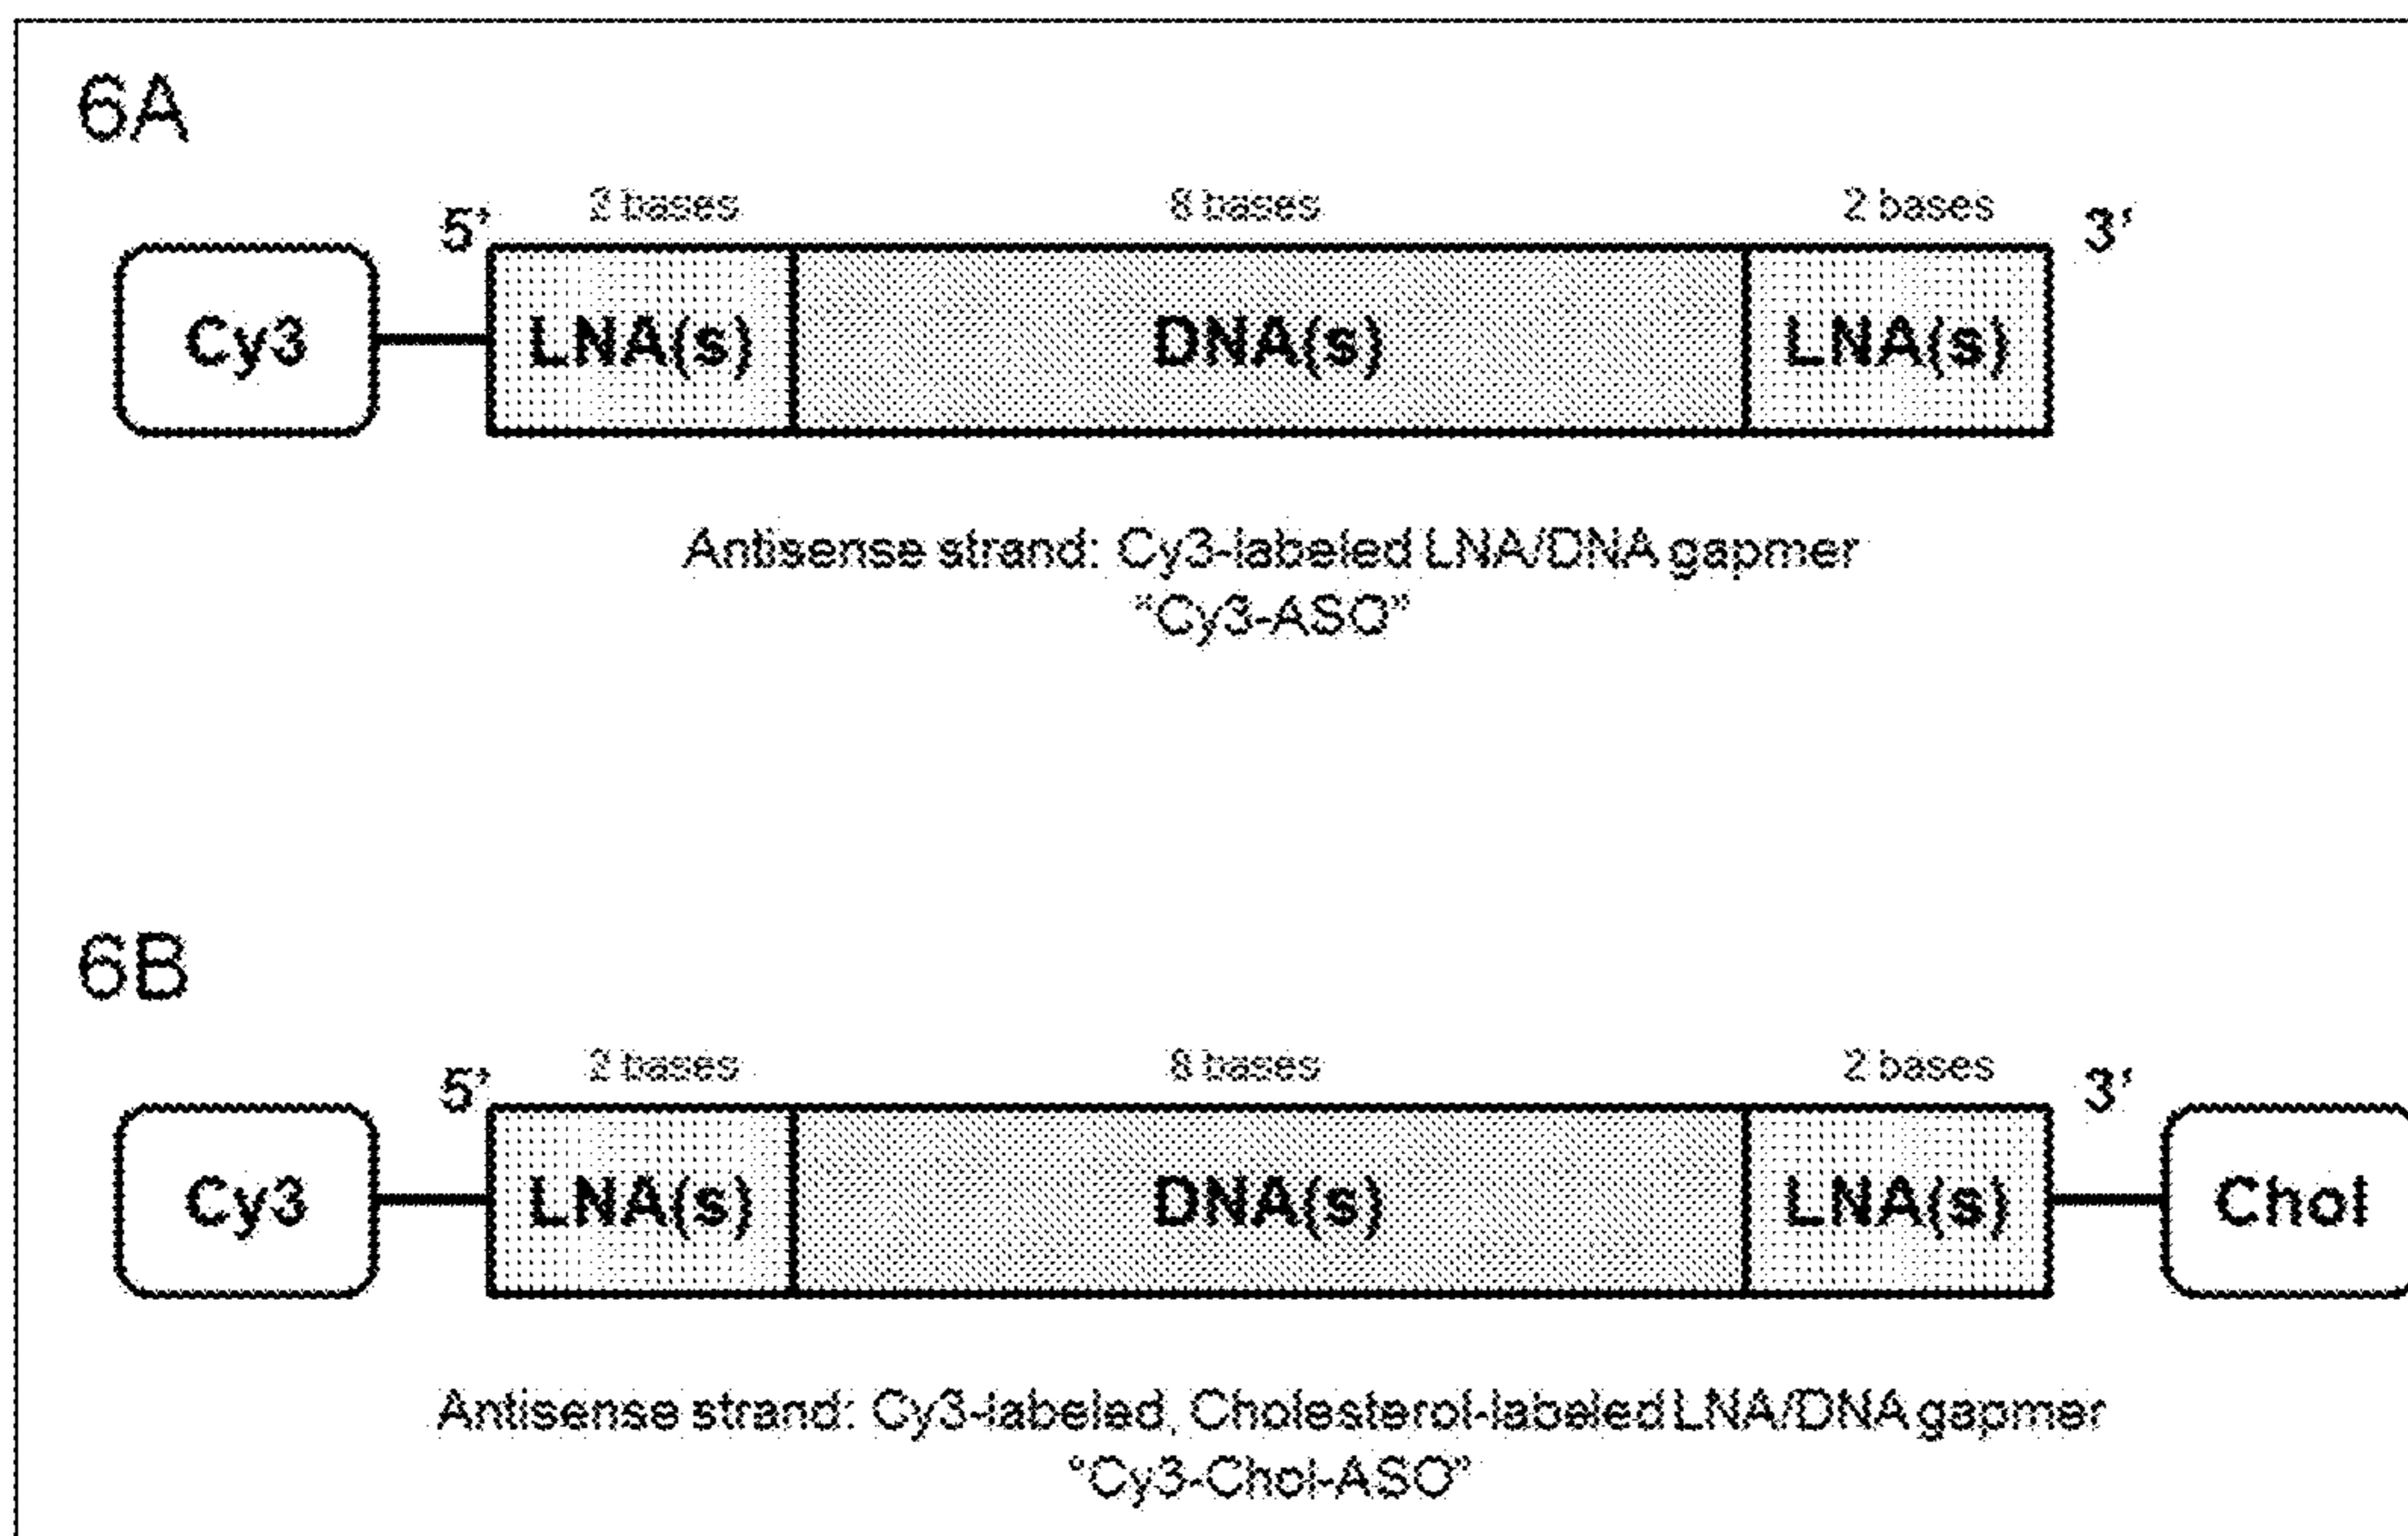 6A
5’ 2 bases 8 bases 2 bases 3‘
Cy3 LNA(s) DNA(s) LNA(s)
Antisense strand: Cy3-labeled LNA/DNA gapmer
“Cy3-ASO”
6B
5’ 2 bases 8 bases 2 bases 3‘
Cy3 LNA(s) DNA(s) LNA(s) Chol
Antisense strand: Cy3-labeled, Cholesterol-labeled LNA/DNA gapmer
“Cy3-Chol-ASO”